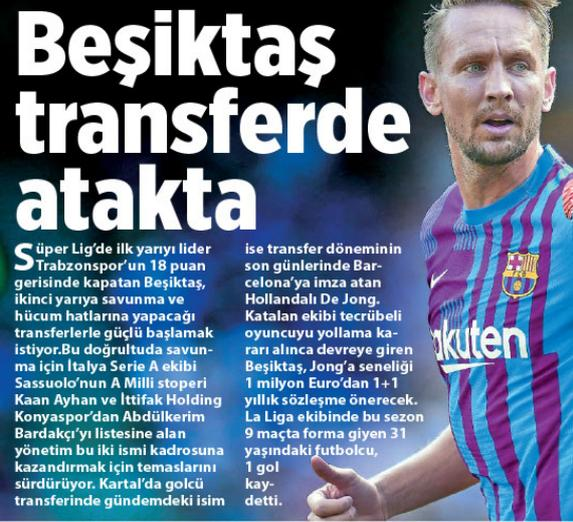 Beşiktaş
transferde
atakta
Süper Lig'de ilk yarıyı lider
Trabzonspor'un 18 puan
gerisinde kapatan Beşiktaş,
ikinci yarıya savunma ve
hücum hatlarına yapacağı
transferlerle güçlü başlamak
istiyor.Bu doğrultuda savun-
ma için İtalya Serie A ekibi
Sassuolo'nun A Milli stoperi
Kaan Ayhan ve İttifak Holding
Konyaspor'dan Abdülkerim
Bardakçı'yı listesine alan
yönetim bu iki ismi kadrosuna
kazandırmak için temaslarını
sürdürüyor. Kartal'da golcü
transferinde gündemdeki isim
ise transfer döneminin
son günlerinde Bar-
celona'ya imza atan
Hollandalı De Jong.
Katalan ekibi tecrübeli
oyuncuyu yollama ka-
rarı alınca devreye giren
Beşiktaş, Jong'a seneliği
1 milyon Euro'dan 1+1
yıllık sözleşme önerecek.
La Liga ekibinde bu sezon
9 maçta forma giyen 31
yaşındaki futbolcu,
1 gol
kay-
detti.
akuten